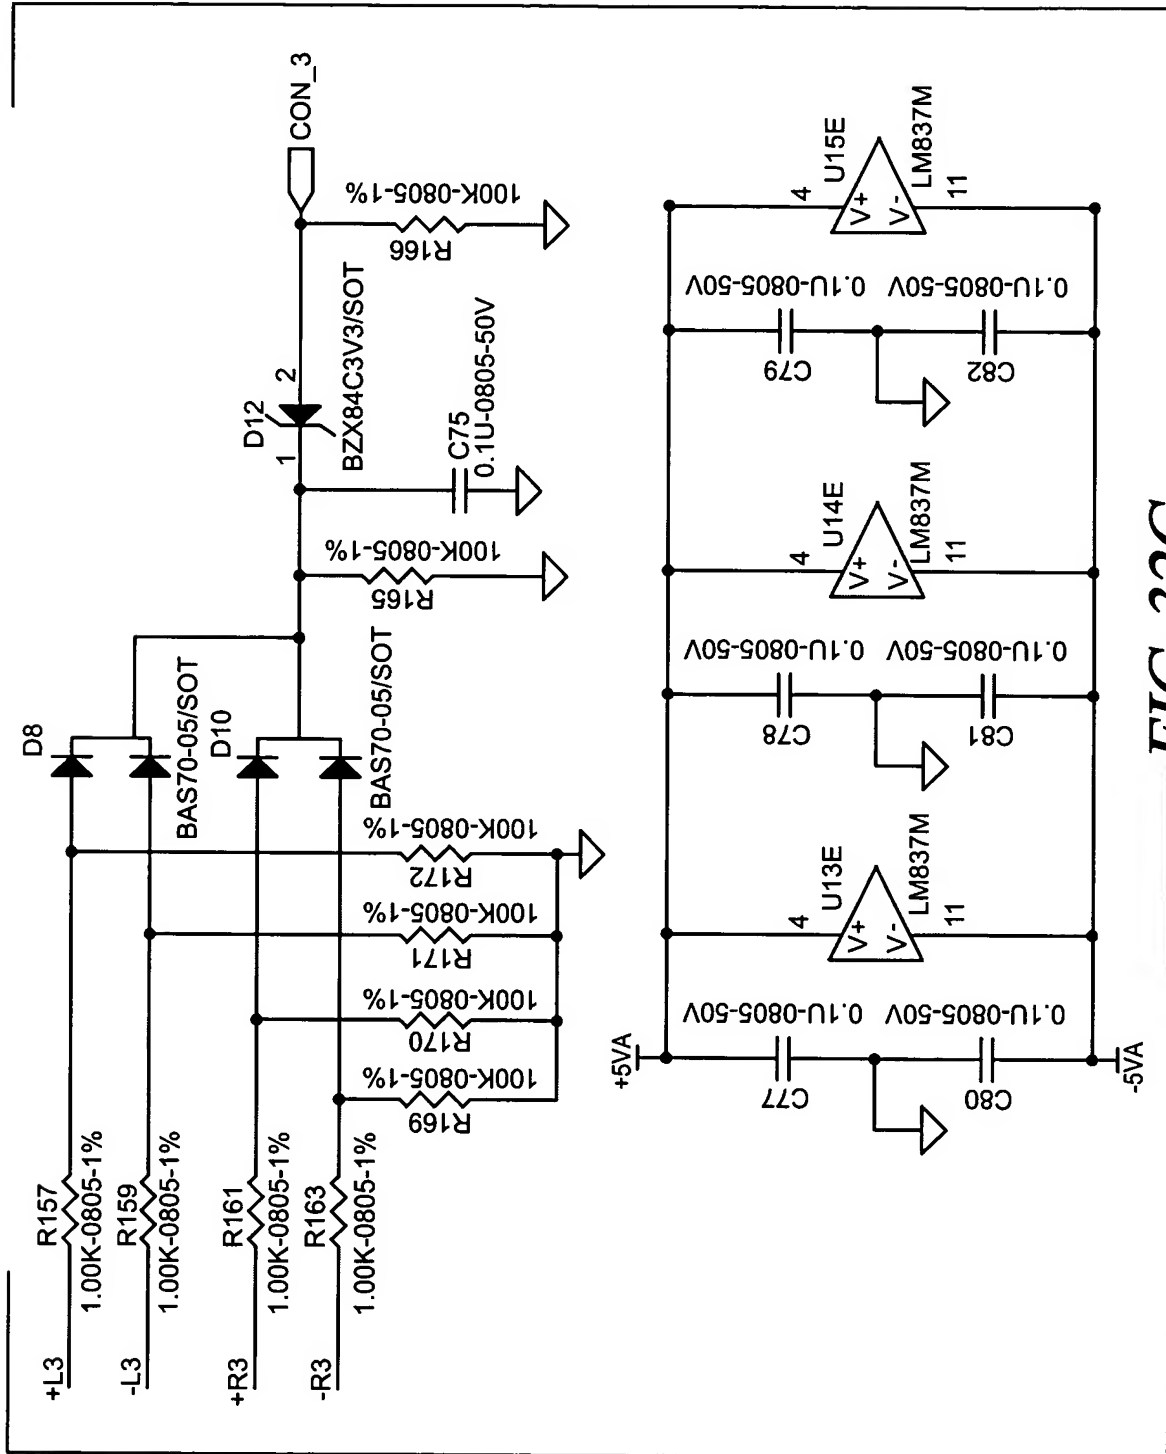 +L3
R157
1.00K-0805-1%
D8
-L3
R159
1.00K-0805-1%
BAS70-05/SOT
+R3
R161
1.00K-0805-1%
D10
-R3
R163
1.00K-0805-1%
BAS70-05/SOT
R169
100K-0805-1%
R170
100K-0805-1%
R171
100K-0805-1%
R172
100K-0805-1%
R165
100K-0805-1%
D12
1
2
BZX84C3V3/SOT
C75
0.1U-0805-50V
CON_3
R166
100K-0805-1%
+5VA
C77
0.1U-0805-50V
C80
0.1U-0805-50V
-5VA
4
U13E
V+
V-
LM837M
11
C78
0.1U-0805-50V
C81
0.1U-0805-50V
4
U14E
V+
V-
LM837M
11
C79
0.1U-0805-50V
C82
0.1U-0805-50V
4
U15E
V+
V-
LM837M
11